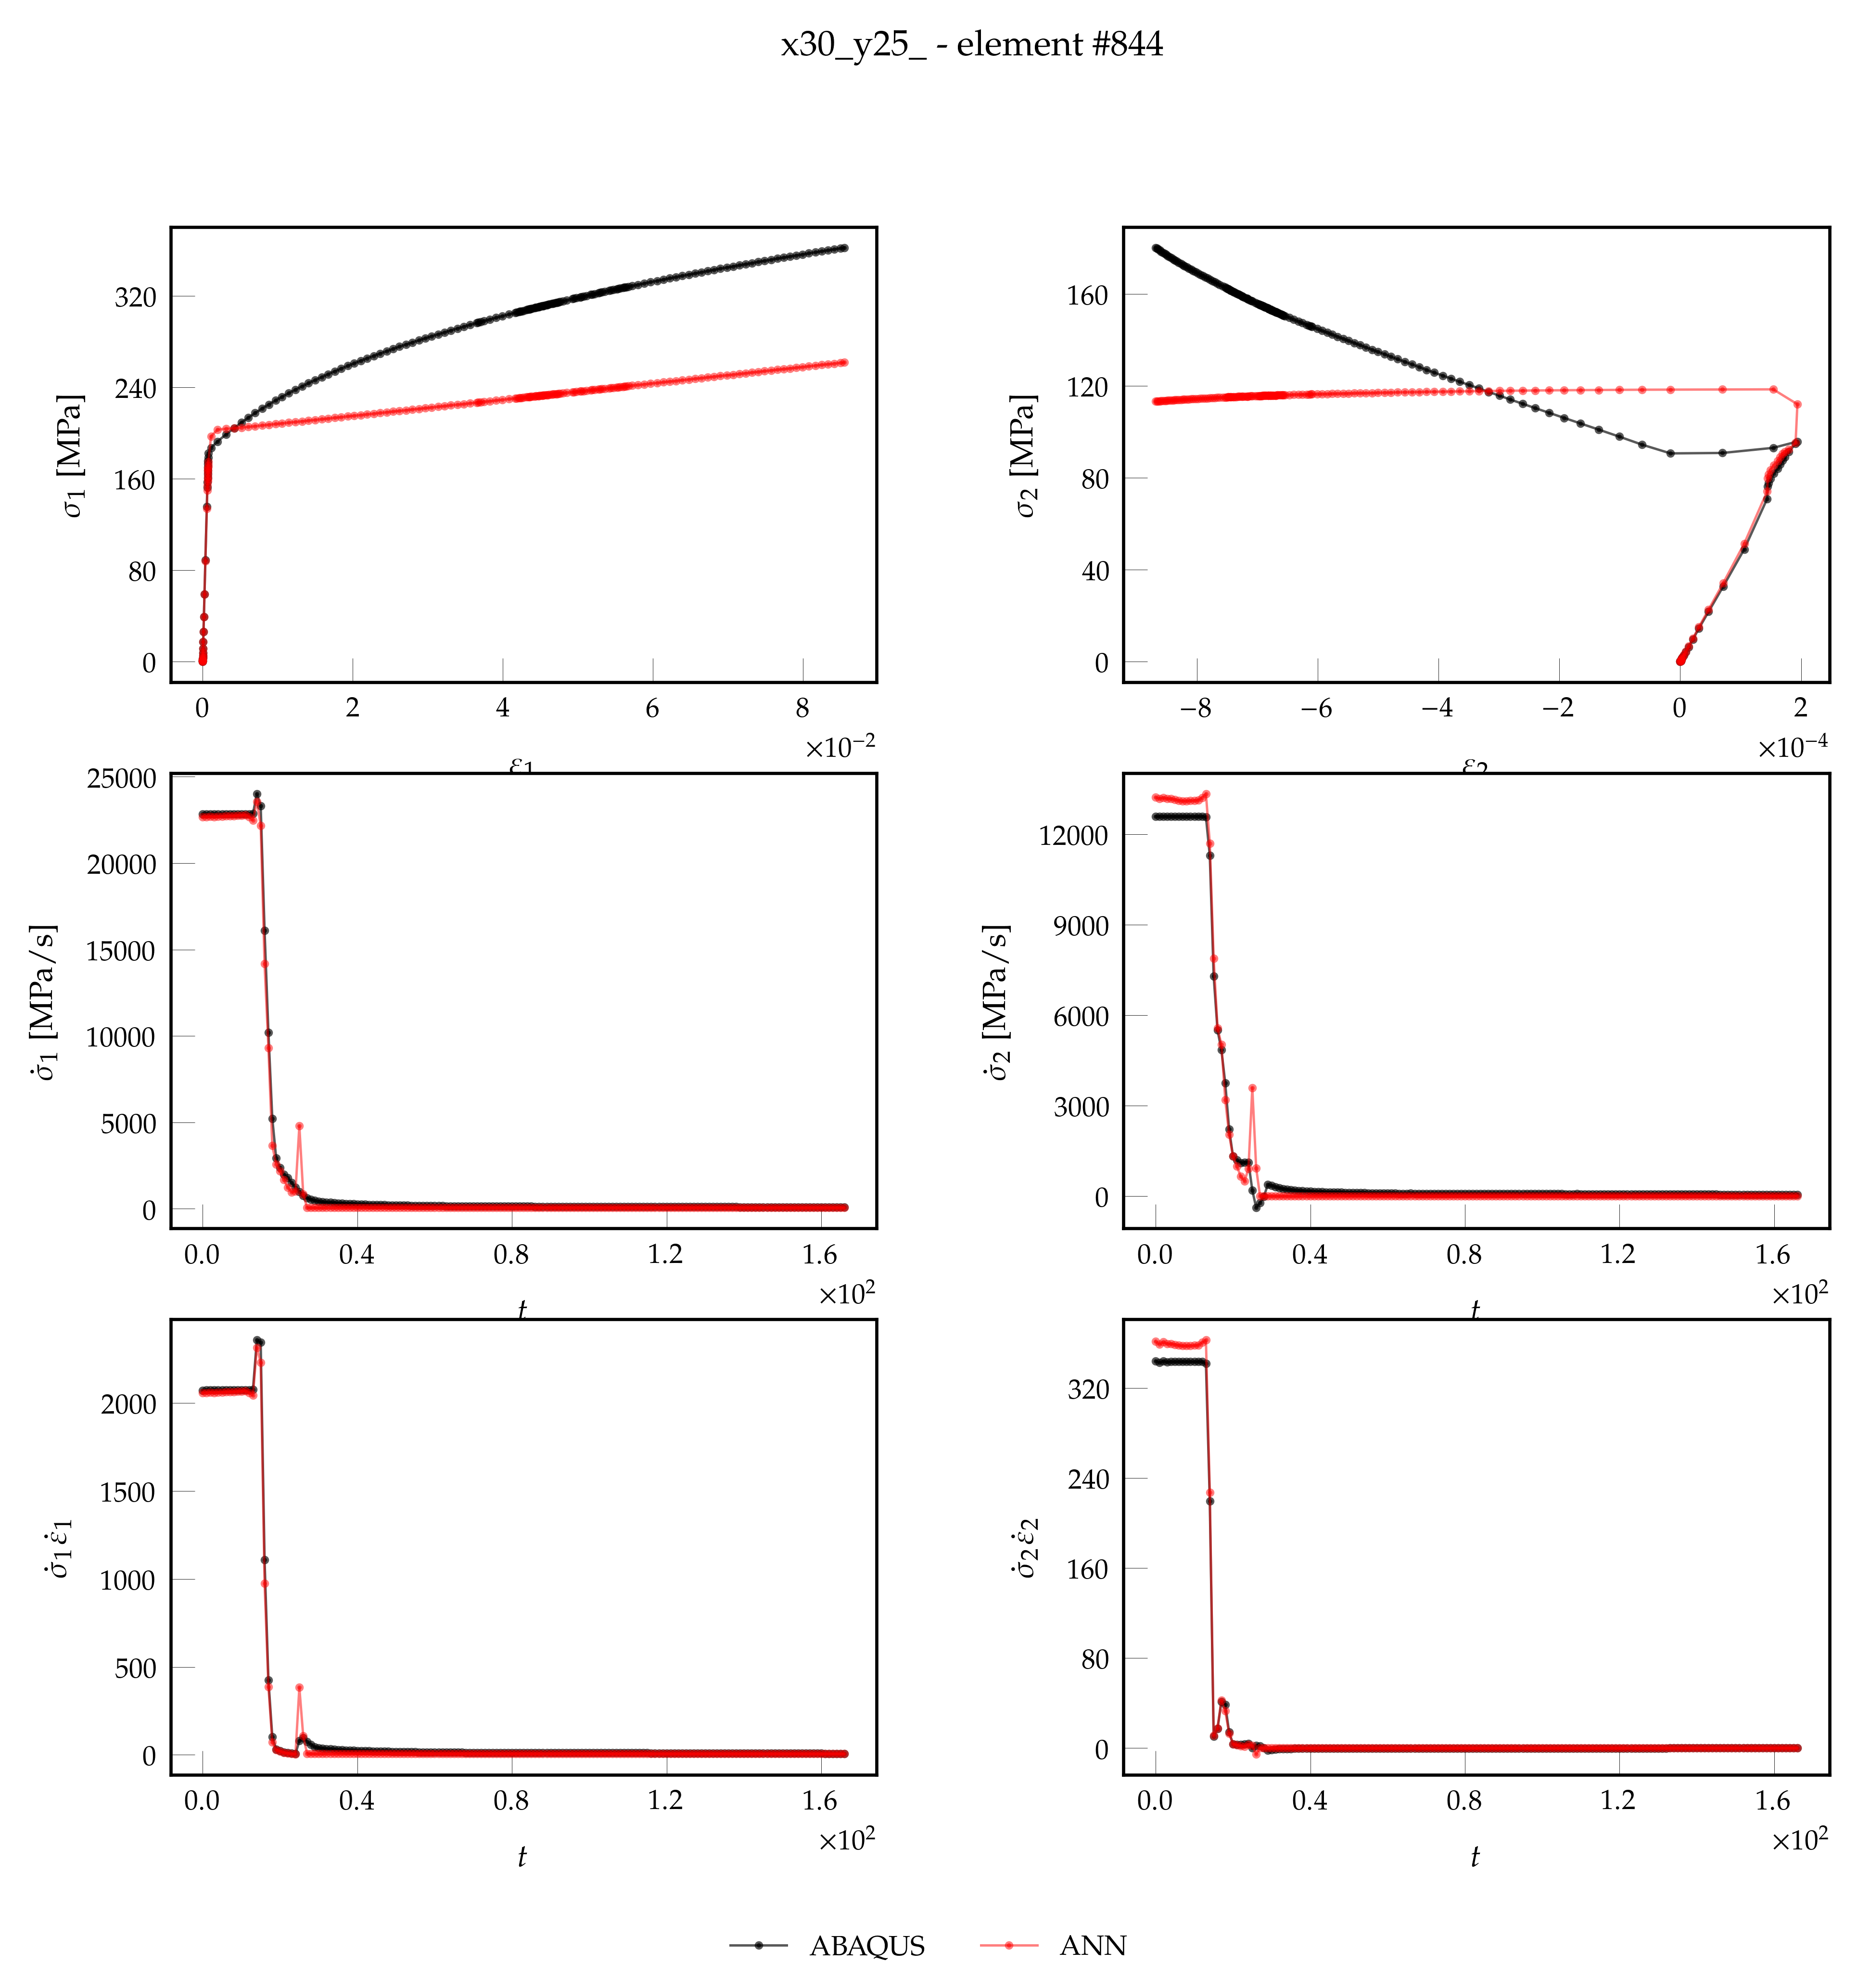 x30_y25_ - element #844
σ1 [MPa]
320
240
160
80
0
0 2 4 6 8
×10−2
ε1
σ2 [MPa]
160
120
80
40
0
−8 −6 −4 −2 0 2
×10−4
ε2
σ̇1 [MPa/s]
25000
20000
15000
10000
5000
0
0.0 0.4 0.8 1.2 1.6
×102
t
σ̇2 [MPa/s]
12000
9000
6000
3000
0
0.0 0.4 0.8 1.2 1.6
×102
t
σ̇1ε̇1
2000
1500
1000
500
0
0.0 0.4 0.8 1.2 1.6
×102
t
σ̇2ε̇2
320
240
160
80
0
0.0 0.4 0.8 1.2 1.6
×102
t
ABAQUS ANN